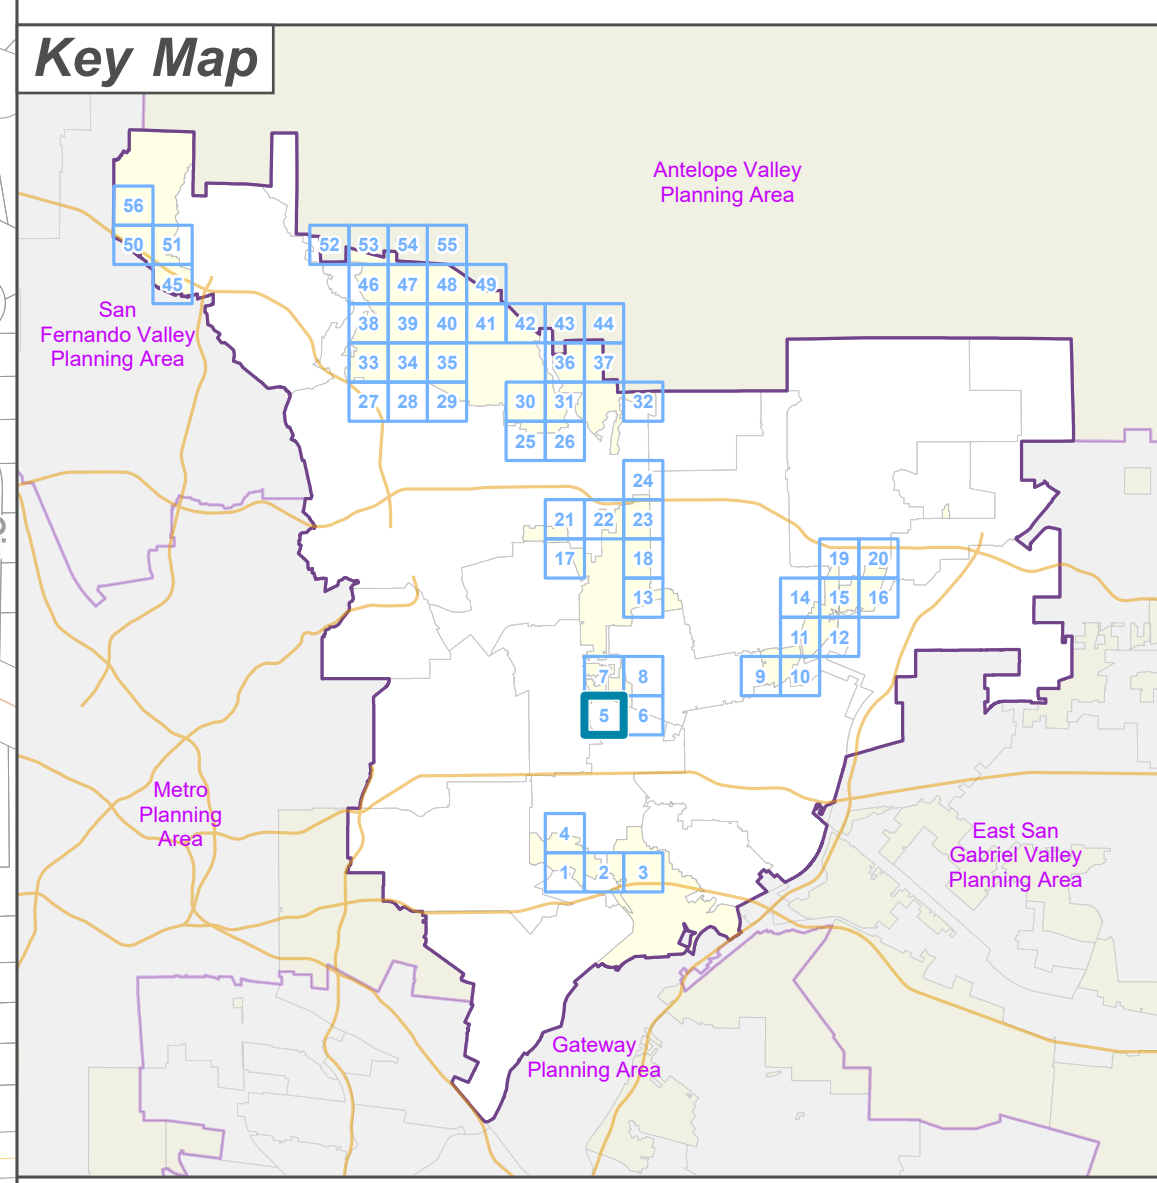 Key Map
Antelope Valley
Planning Area
56
50 51
45
52 53 54 55
46 47 48 49
38 39 40 41 42 43 44
33 34 35 36 37
27 28 29 30 31 32
25 26
San
Fernando Valley
Planning Area
24
21 22 23
17 18
13
19 20
14 15 16
11 12
9 10
7 8
5 6
Metro
Planning
Area
4
1 2 3
East San
Gabriel Valley
Planning Area
Gateway
Planning Area